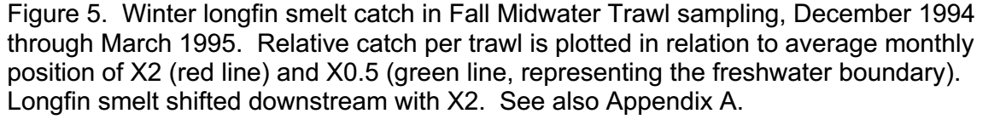 Figure 5.  Winter longfin smelt catch in Fall Midwater Trawl sampling, December 1994
through March 1995.  Relative catch per trawl is plotted in relation to average monthly
position of X2 (red line) and X0.5 (green line, representing the freshwater boundary).
Longfin smelt shifted downstream with X2.  See also Appendix A.